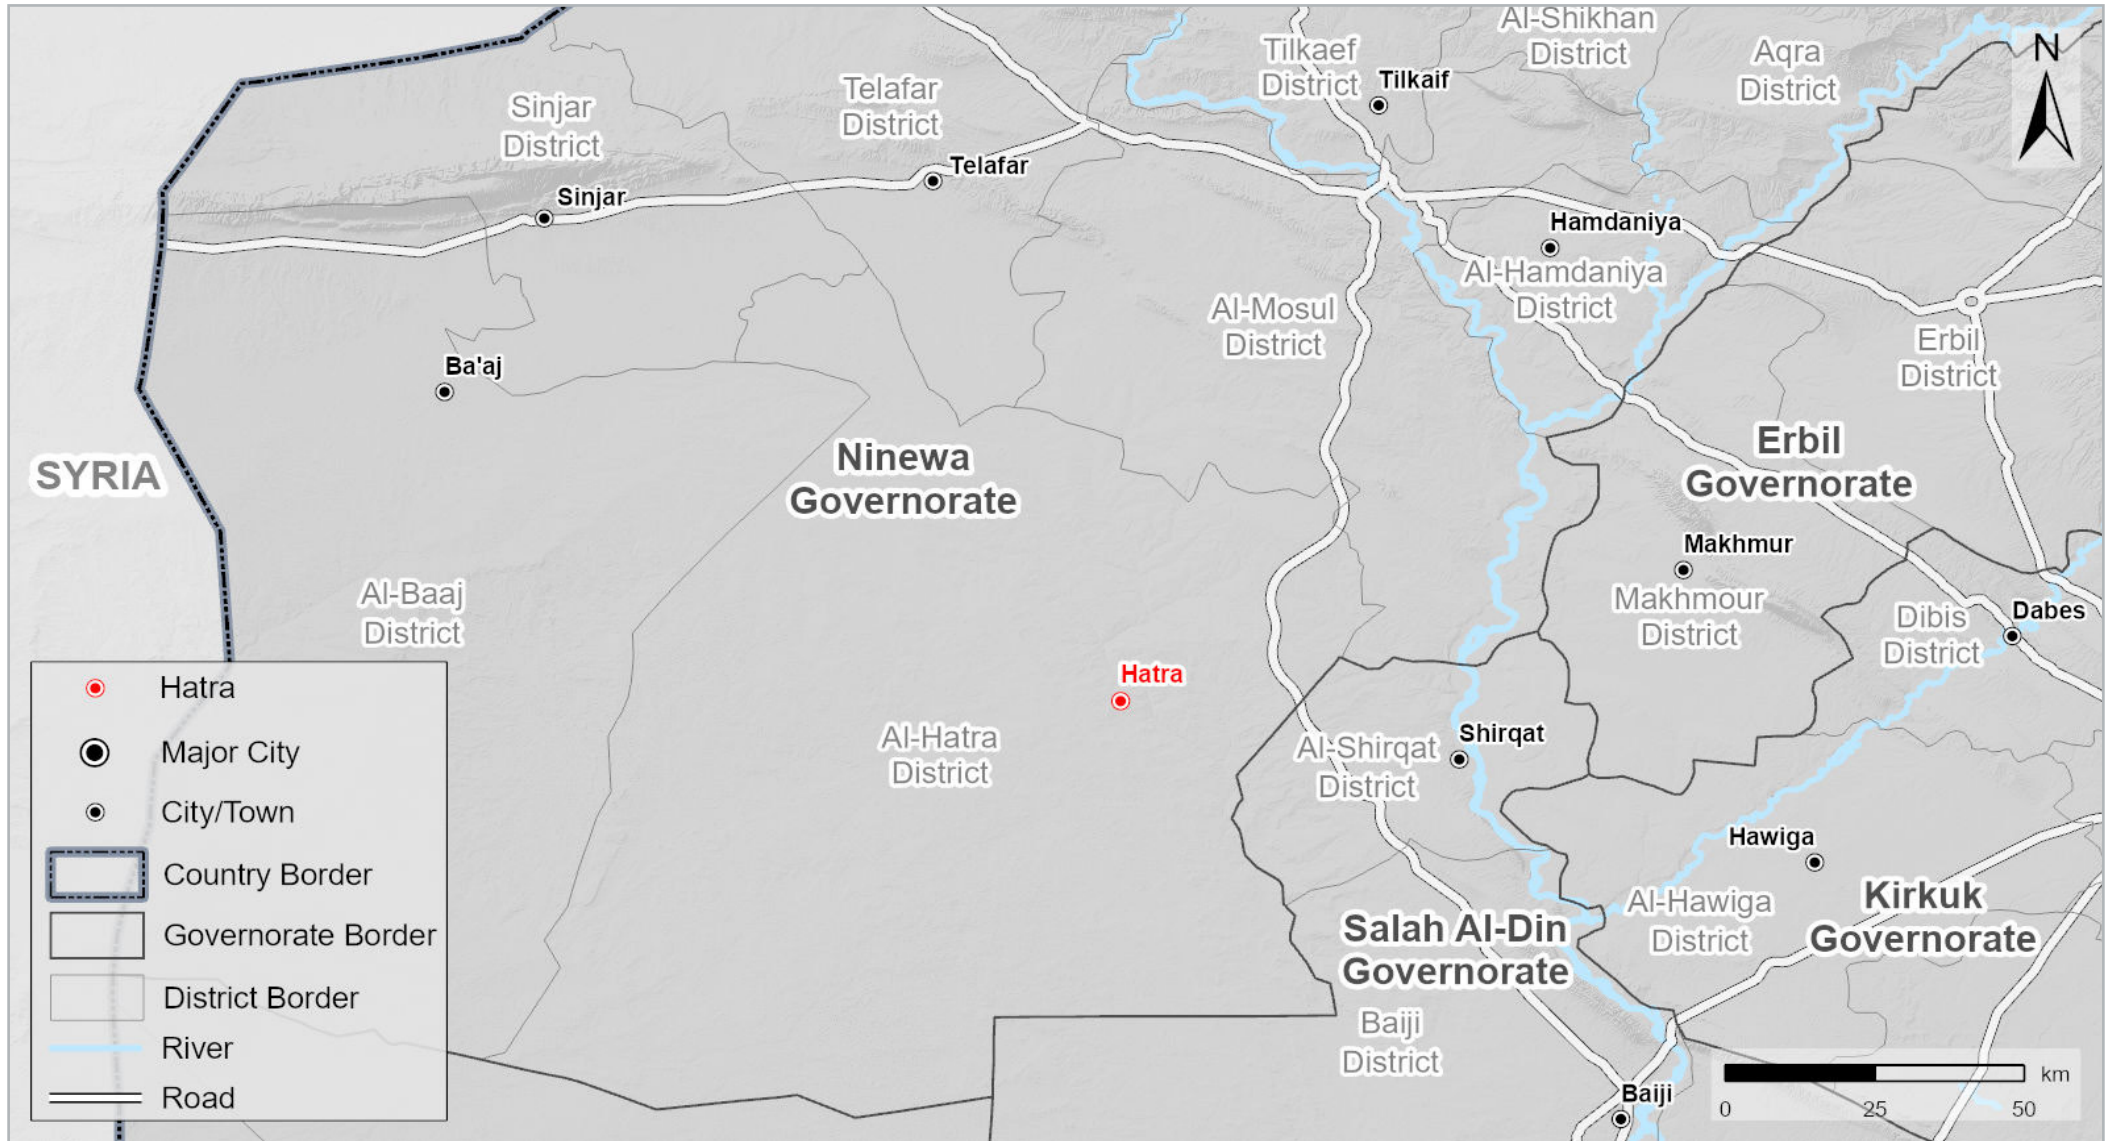 Al-Shikhan
District
Tilkaef
District
Tilkaif
Aqra
District
N
Telafar
District
Sinjar
District
Telafar
Sinjar
Hamdaniya
Al-Hamdaniya
District
Al-Mosul
District
Erbil
District
Ba'aj
Ninewa
Governorate
Erbil
Governorate
SYRIA
Makhmur
Makhmour
District
Al-Baaj
District
Dibis
District
Dabes
Hatra
Al-Hatra
District
Al-Shirqat
District
Shirqat
Hawiga
Al-Hawiga
District
Kirkuk
Governorate
Salah Al-Din
Governorate
Baiji
District
Baiji
Hatra
Major City
City/Town
Country Border
Governorate Border
District Border
River
Road
km
0 25 50